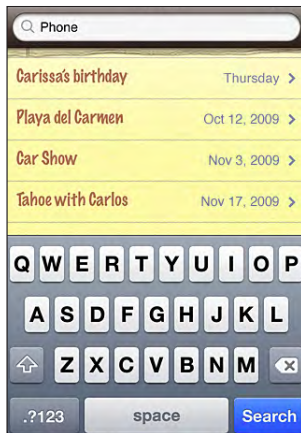 Phone
Carissa's birthday Thursday
Playa del Carmen Oct 12, 2009
Car Show Nov 3, 2009
Tahoe with Carlos Nov 17, 2009
Q W E R T Y U I O P
A S D F G H J K L
Z X C V B N M
.?123 space Search